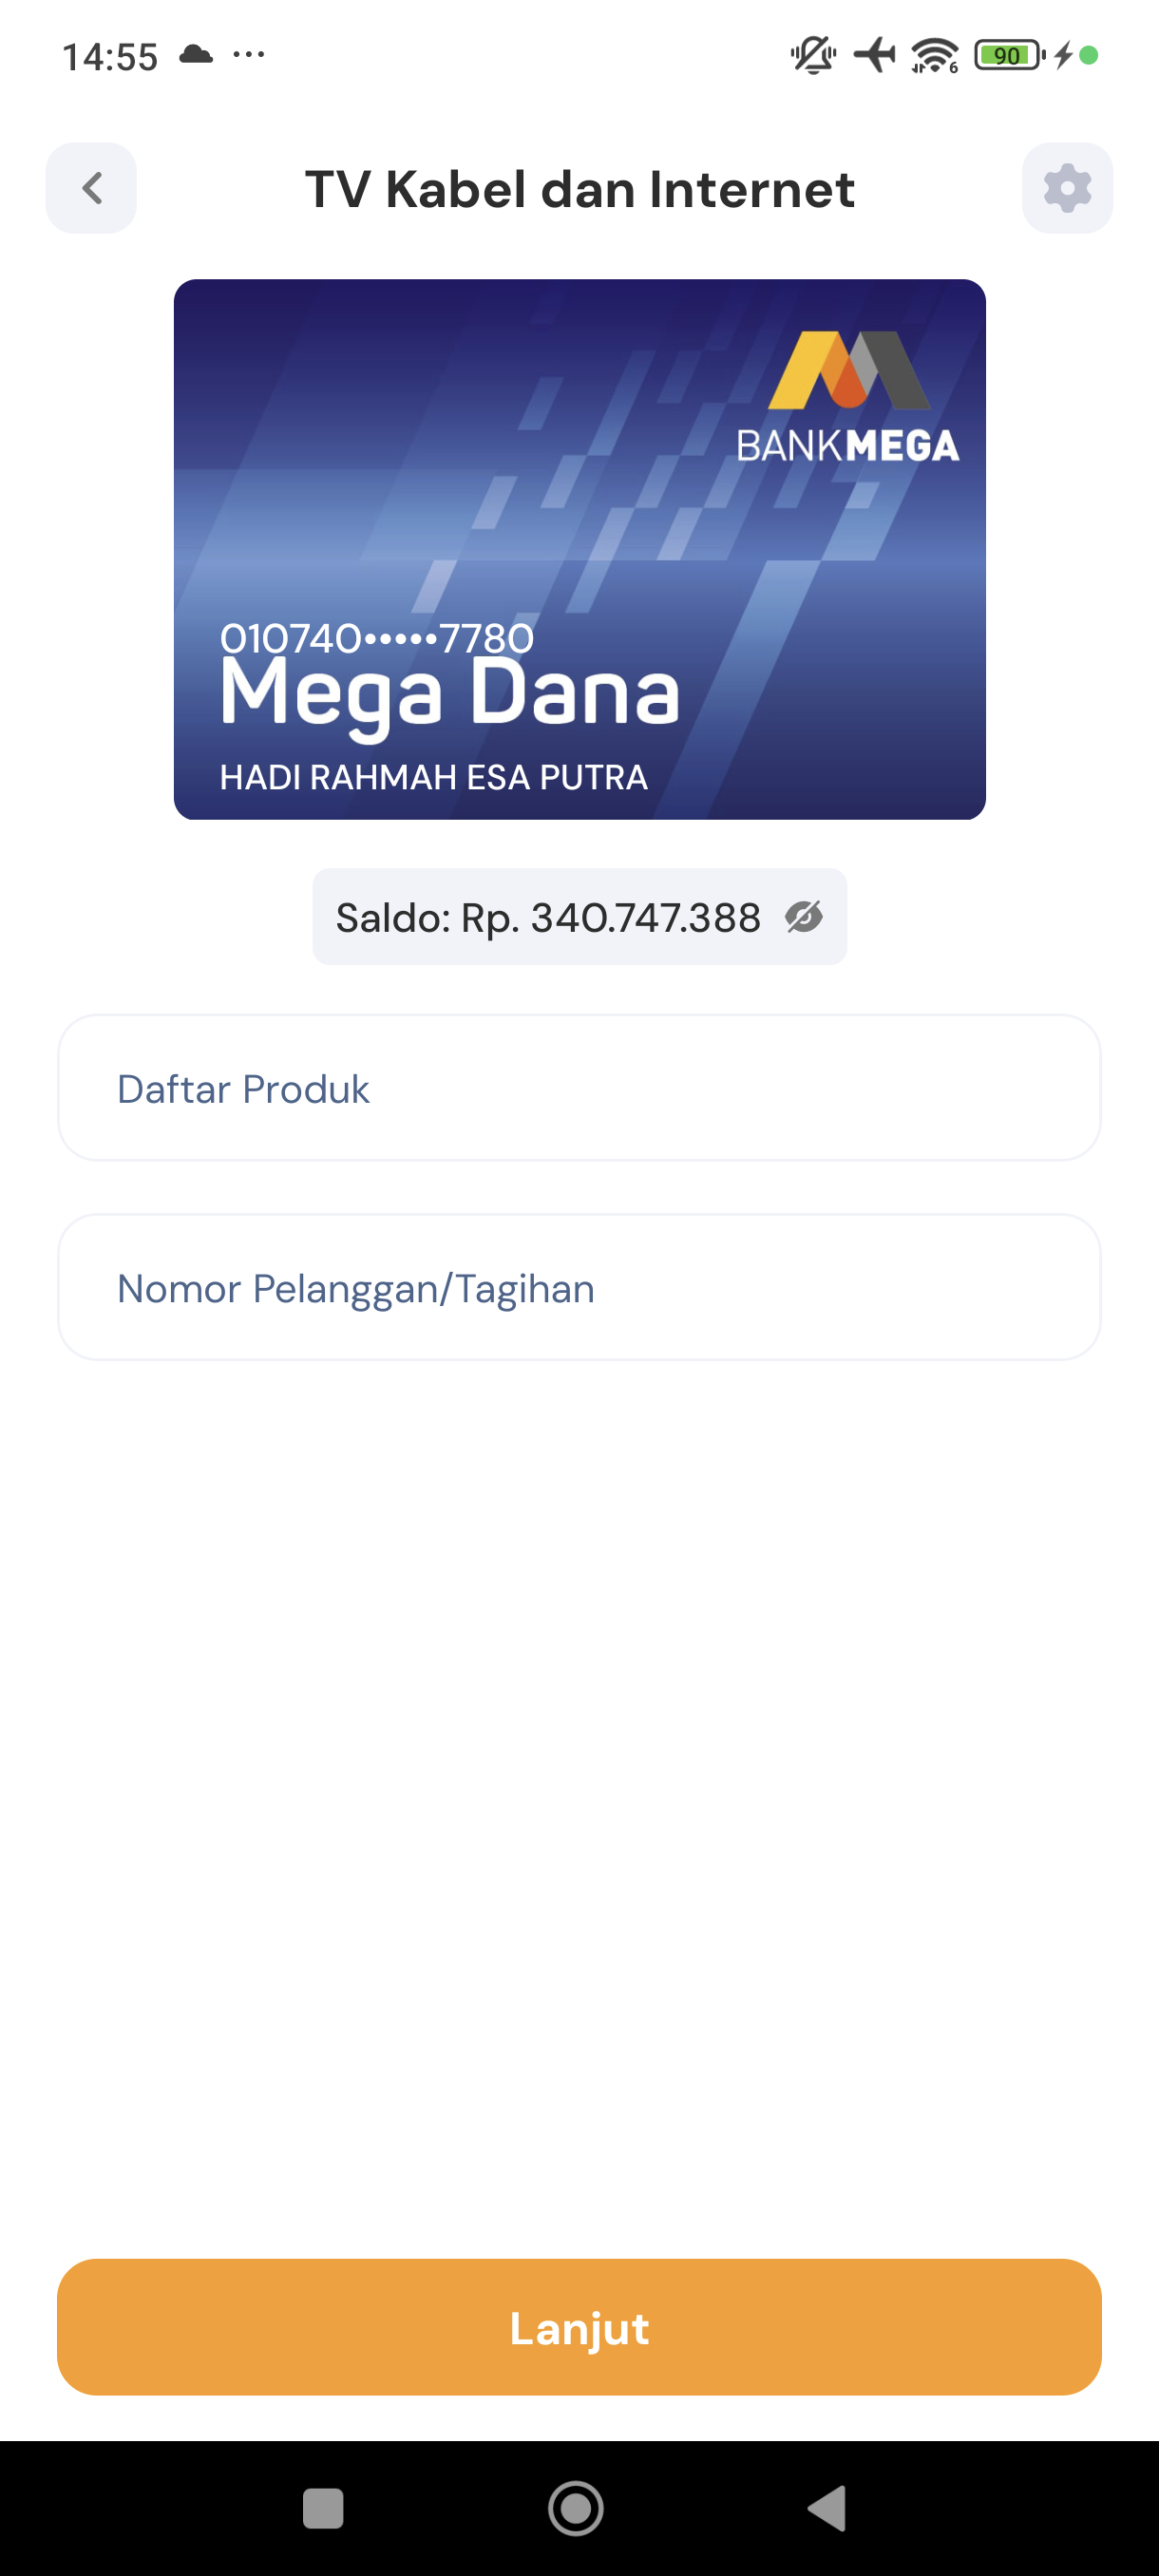 14:55
6
90
TV Kabel dan Internet
BANKMEGA
010740•••••7780
Mega Dana
HADI RAHMAH ESA PUTRA
Saldo: Rp. 340.747.388
Daftar Produk
Nomor Pelanggan/Tagihan
Lanjut